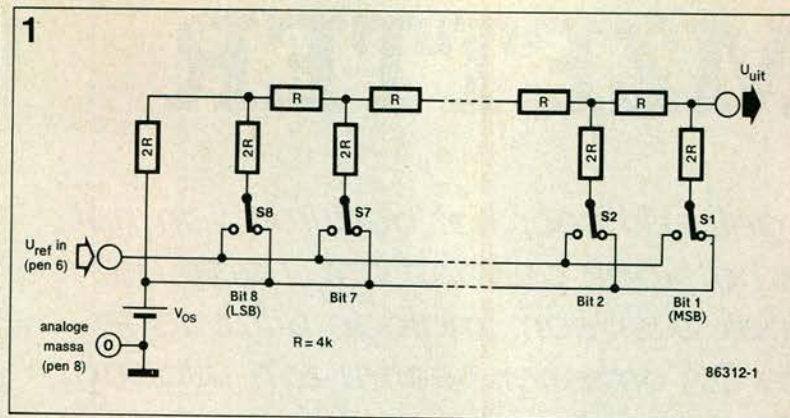 1
R
R
R
R
U_uit
2R
2R
2R
2R
2R
S8
S7
S2
S1
U_ref in
(pen 6)
Bit 8
(LSB)
Bit 7
Bit 2
Bit 1
(MSB)
V_OS
analoge
massa
(pen 8)
0
R = 4k
86312-1